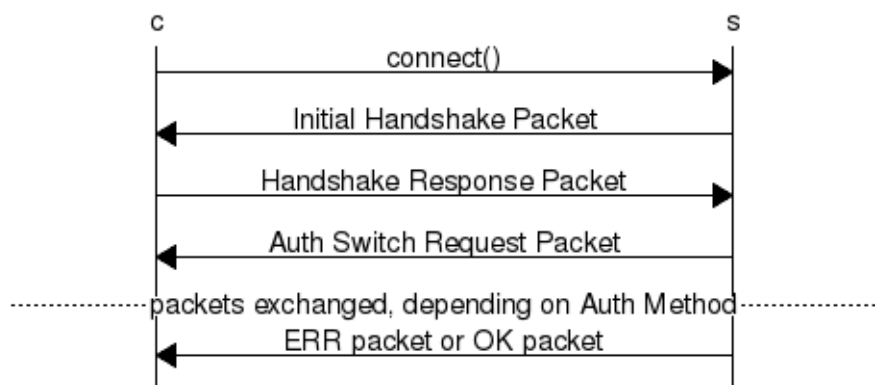 c s
connect()
Initial Handshake Packet
Handshake Response Packet
Auth Switch Request Packet
packets exchanged, depending on Auth Method
ERR packet or OK packet